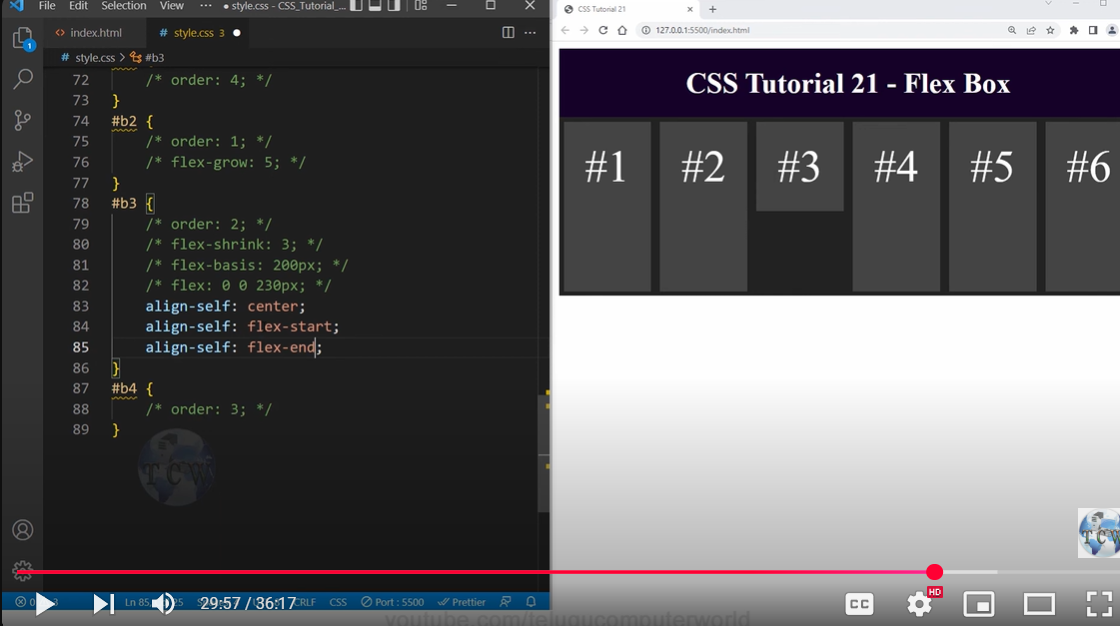 File Edit Selection View ··· ● style.css - CSS_Tutorial_...
<> index.html
# style.css 3 ●
# style.css > #b3
72 /* order: 4; */
73 }
74 #b2 {
75 /* order: 1; */
76 /* flex-grow: 5; */
77 }
78 #b3 {
79 /* order: 2; */
80 /* flex-shrink: 3; */
81 /* flex-basis: 200px; */
82 /* flex: 0 0 230px; */
83 align-self: center;
84 align-self: flex-start;
85 align-self: flex-end;
86 }
87 #b4 {
88 /* order: 3; */
89 }
1
TCW
CSS Tutorial 21
127.0.0.1:5500/index.html
CSS Tutorial 21 - Flex Box
#1 #2 #3 #4 #5 #6
TCW
CRLF CSS Port : 5500 Prettier
29:57 / 36:17
CC HD
youtube.com/telugucomputerworld